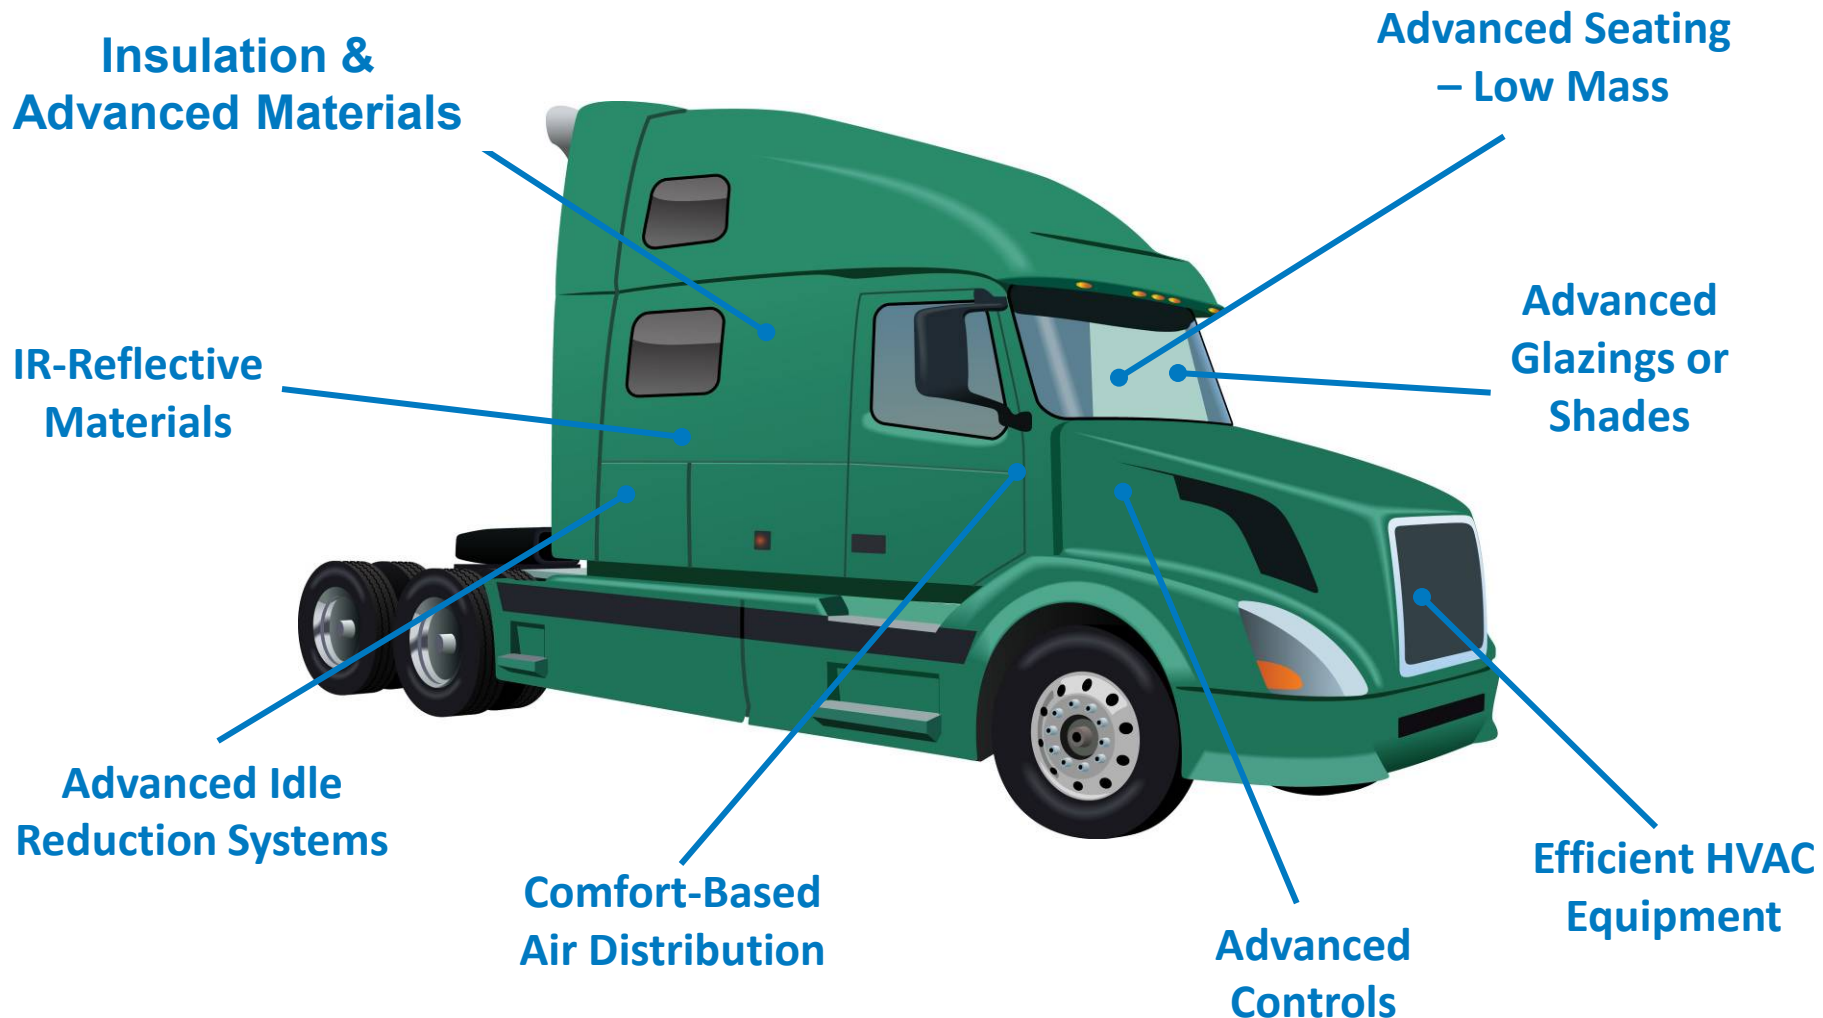 Insulation &
Advanced Materials
Advanced Seating
– Low Mass
Advanced
Glazings or
Shades
IR-Reflective
Materials
Advanced Idle
Reduction Systems
Comfort-Based
Air Distribution
Advanced
Controls
Efficient HVAC
Equipment